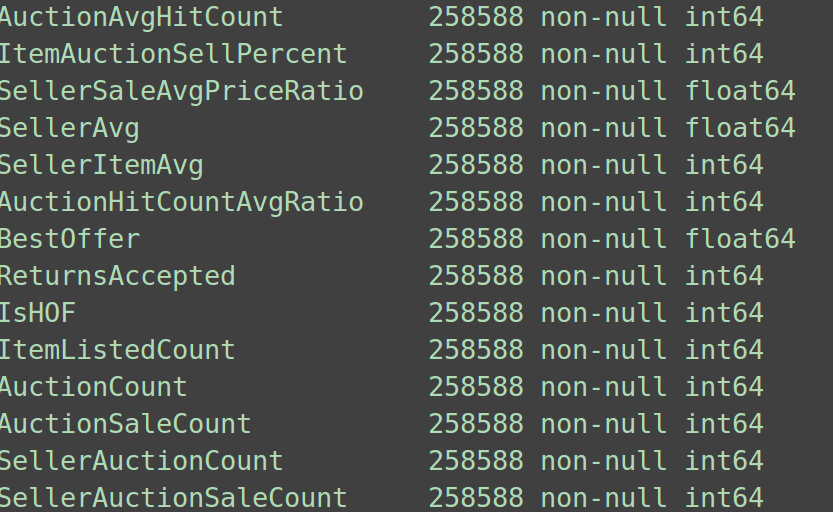 AuctionAvgHitCount 258588 non-null int64
ItemAuctionSellPercent 258588 non-null int64
SellerSaleAvgPriceRatio 258588 non-null float64
SellerAvg 258588 non-null float64
SellerItemAvg 258588 non-null int64
AuctionHitCountAvgRatio 258588 non-null int64
BestOffer 258588 non-null float64
ReturnsAccepted 258588 non-null int64
IsHOF 258588 non-null int64
ItemListedCount 258588 non-null int64
AuctionCount 258588 non-null int64
AuctionSaleCount 258588 non-null int64
SellerAuctionCount 258588 non-null int64
SellerAuctionSaleCount 258588 non-null int64